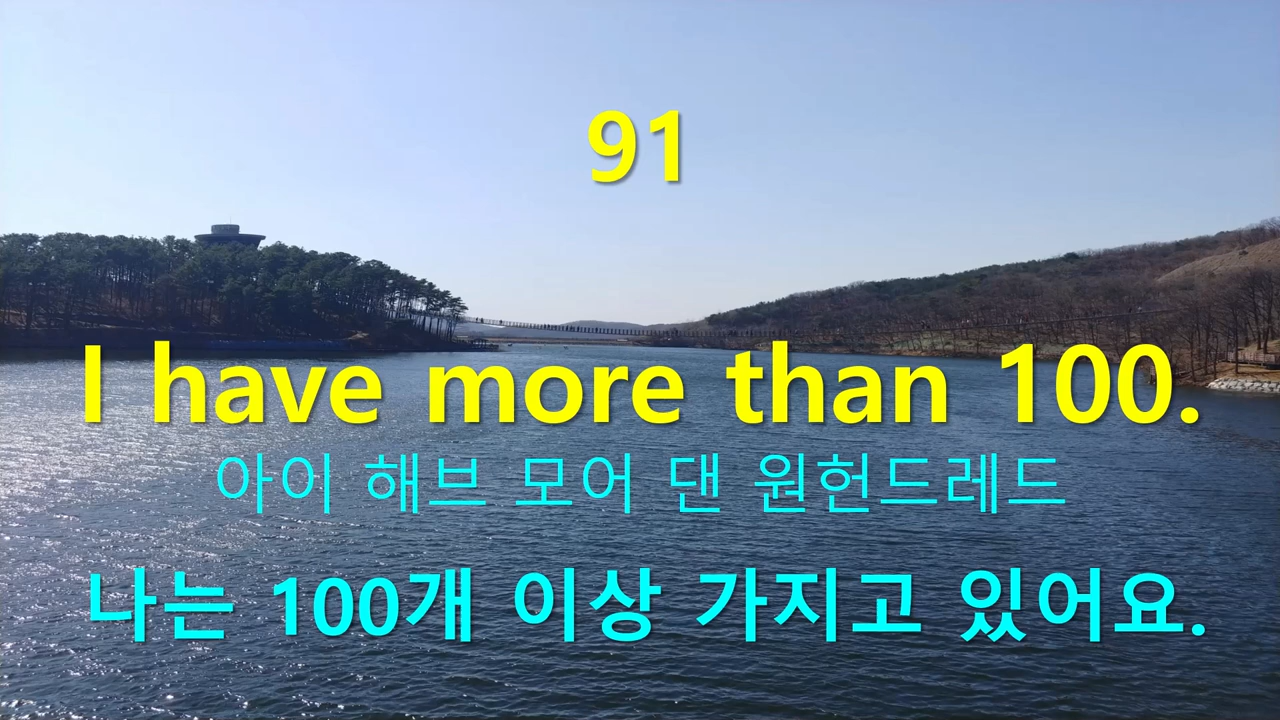 91
I have more than 100.
아이 해브 모어 댄 원헌드레드
나는 100개 이상 가지고 있어요.